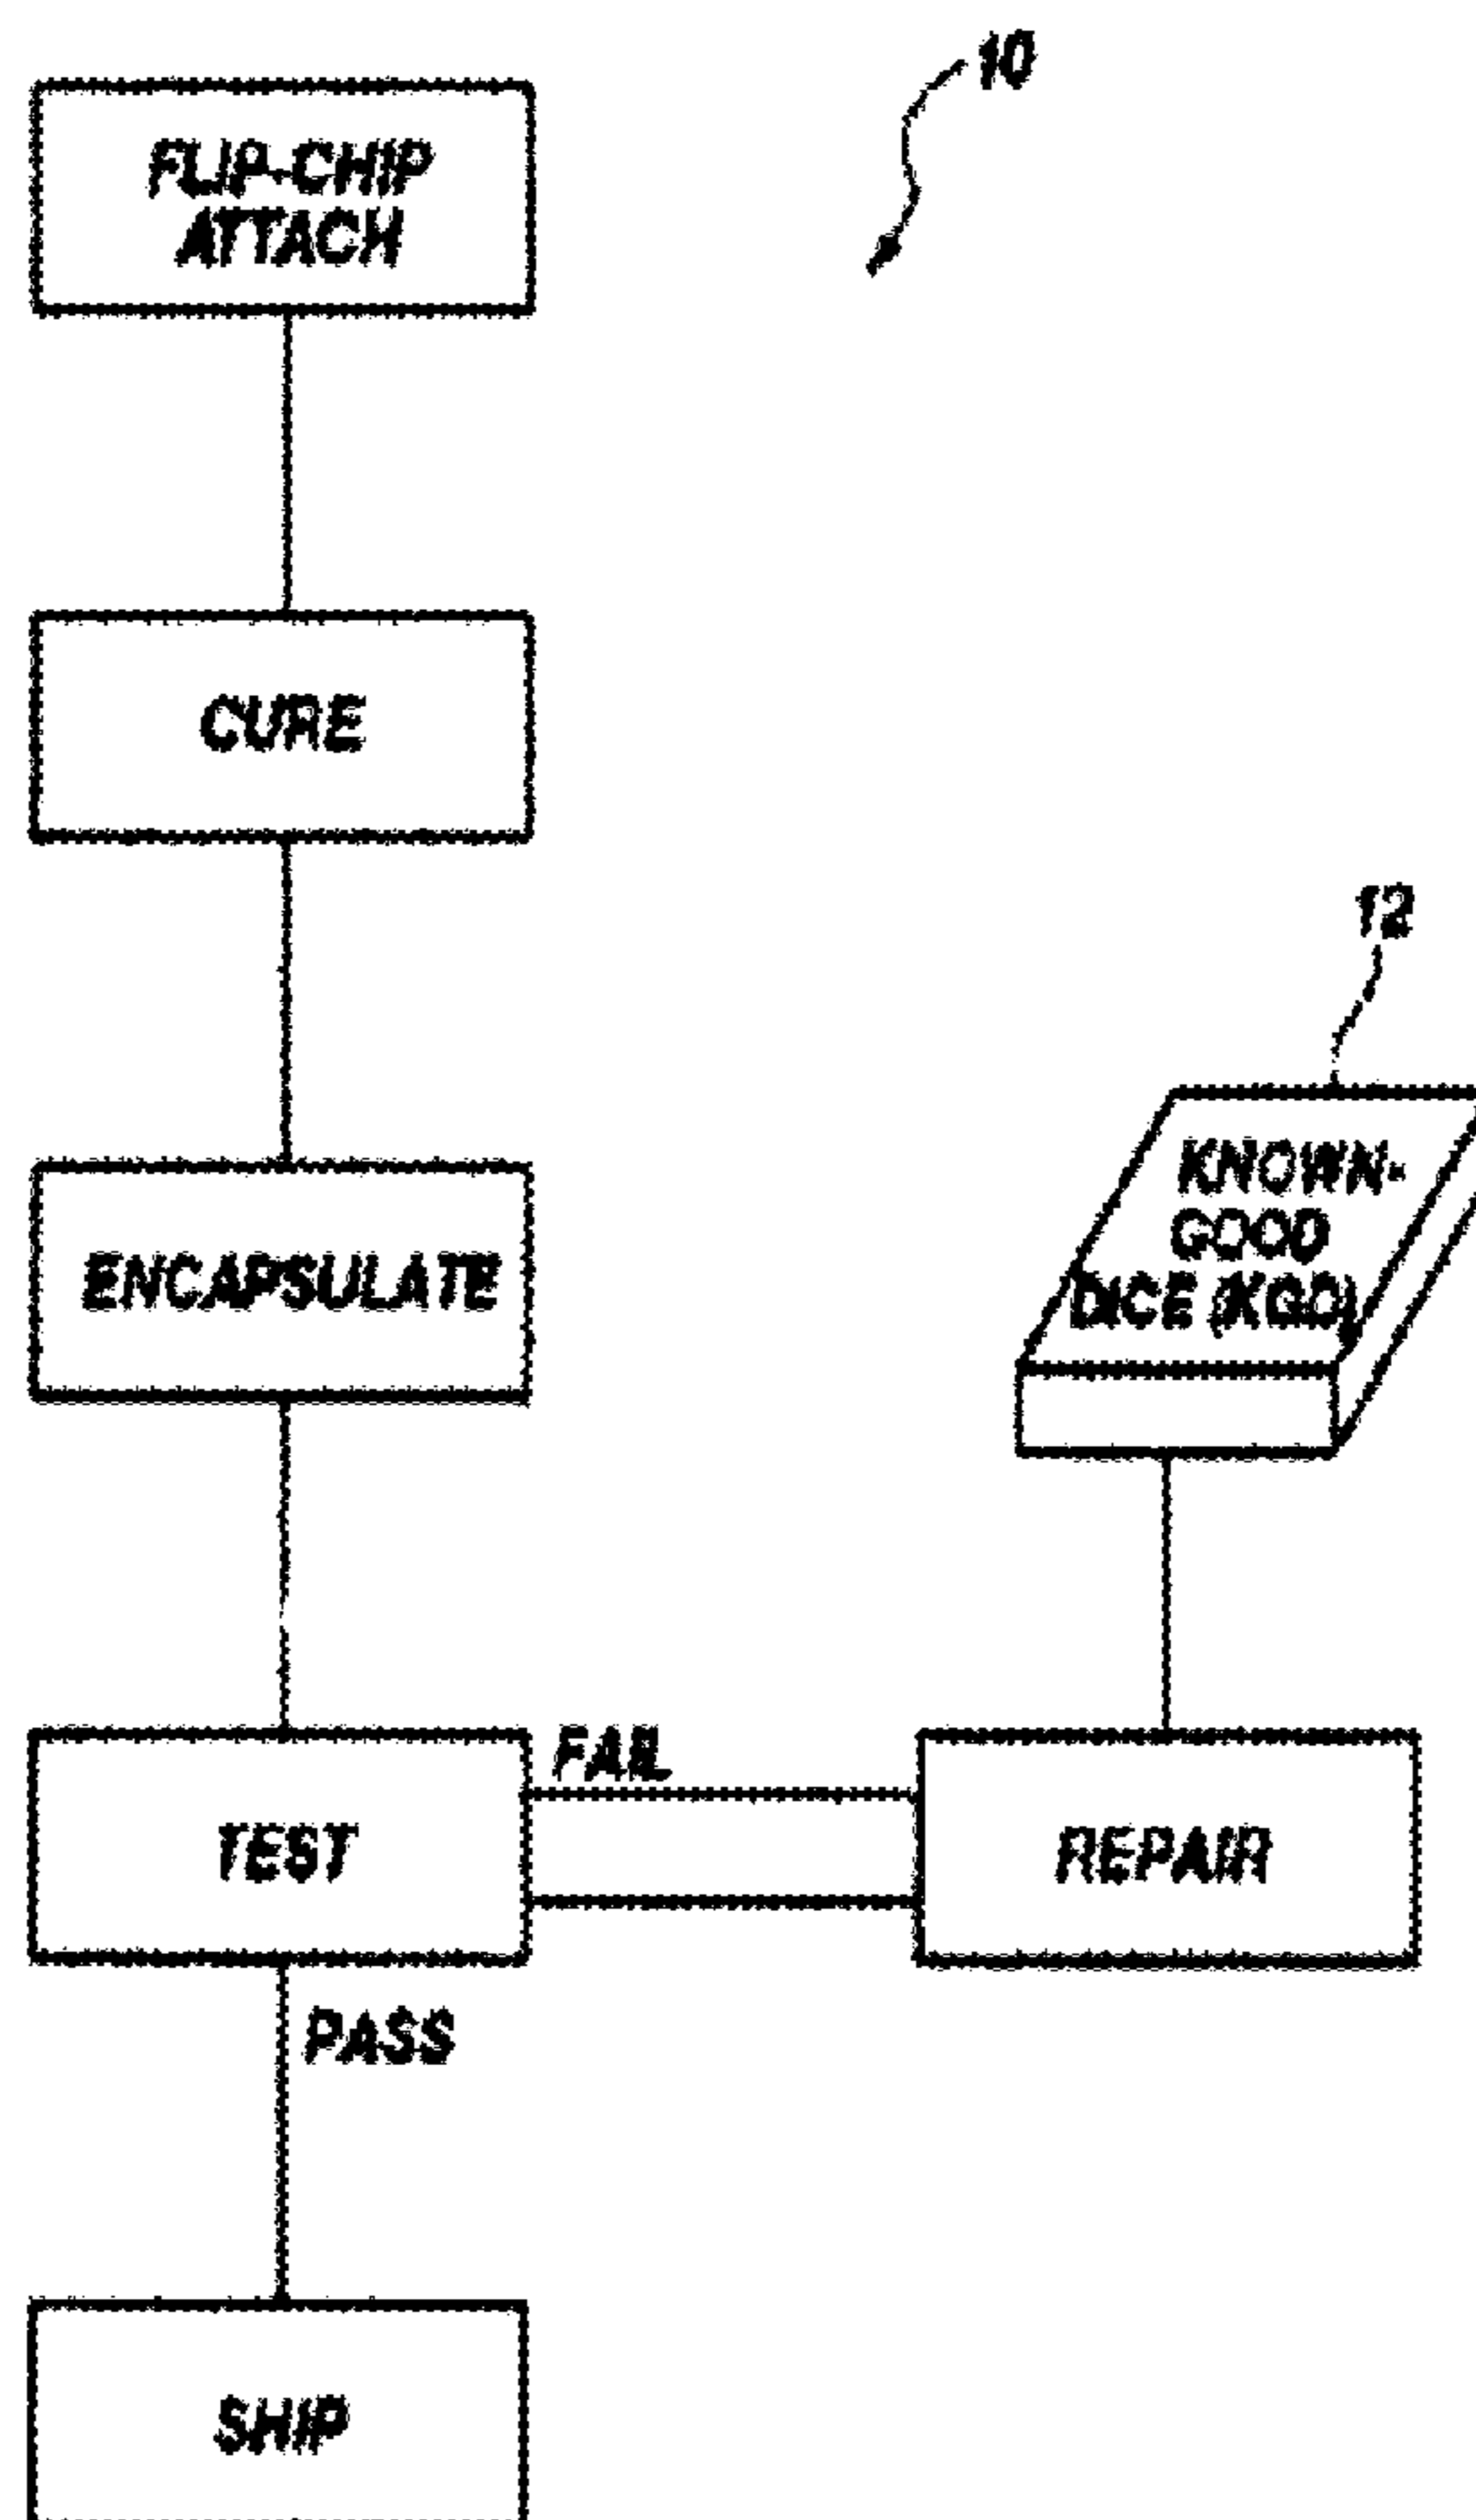 10
FLIP-CHIP
ATTACH
CURE
12
KNOWN-
GOOD
DICE (KGD)
ENCAPSULATE
FAIL
TEST
REPAIR
PASS
SHIP